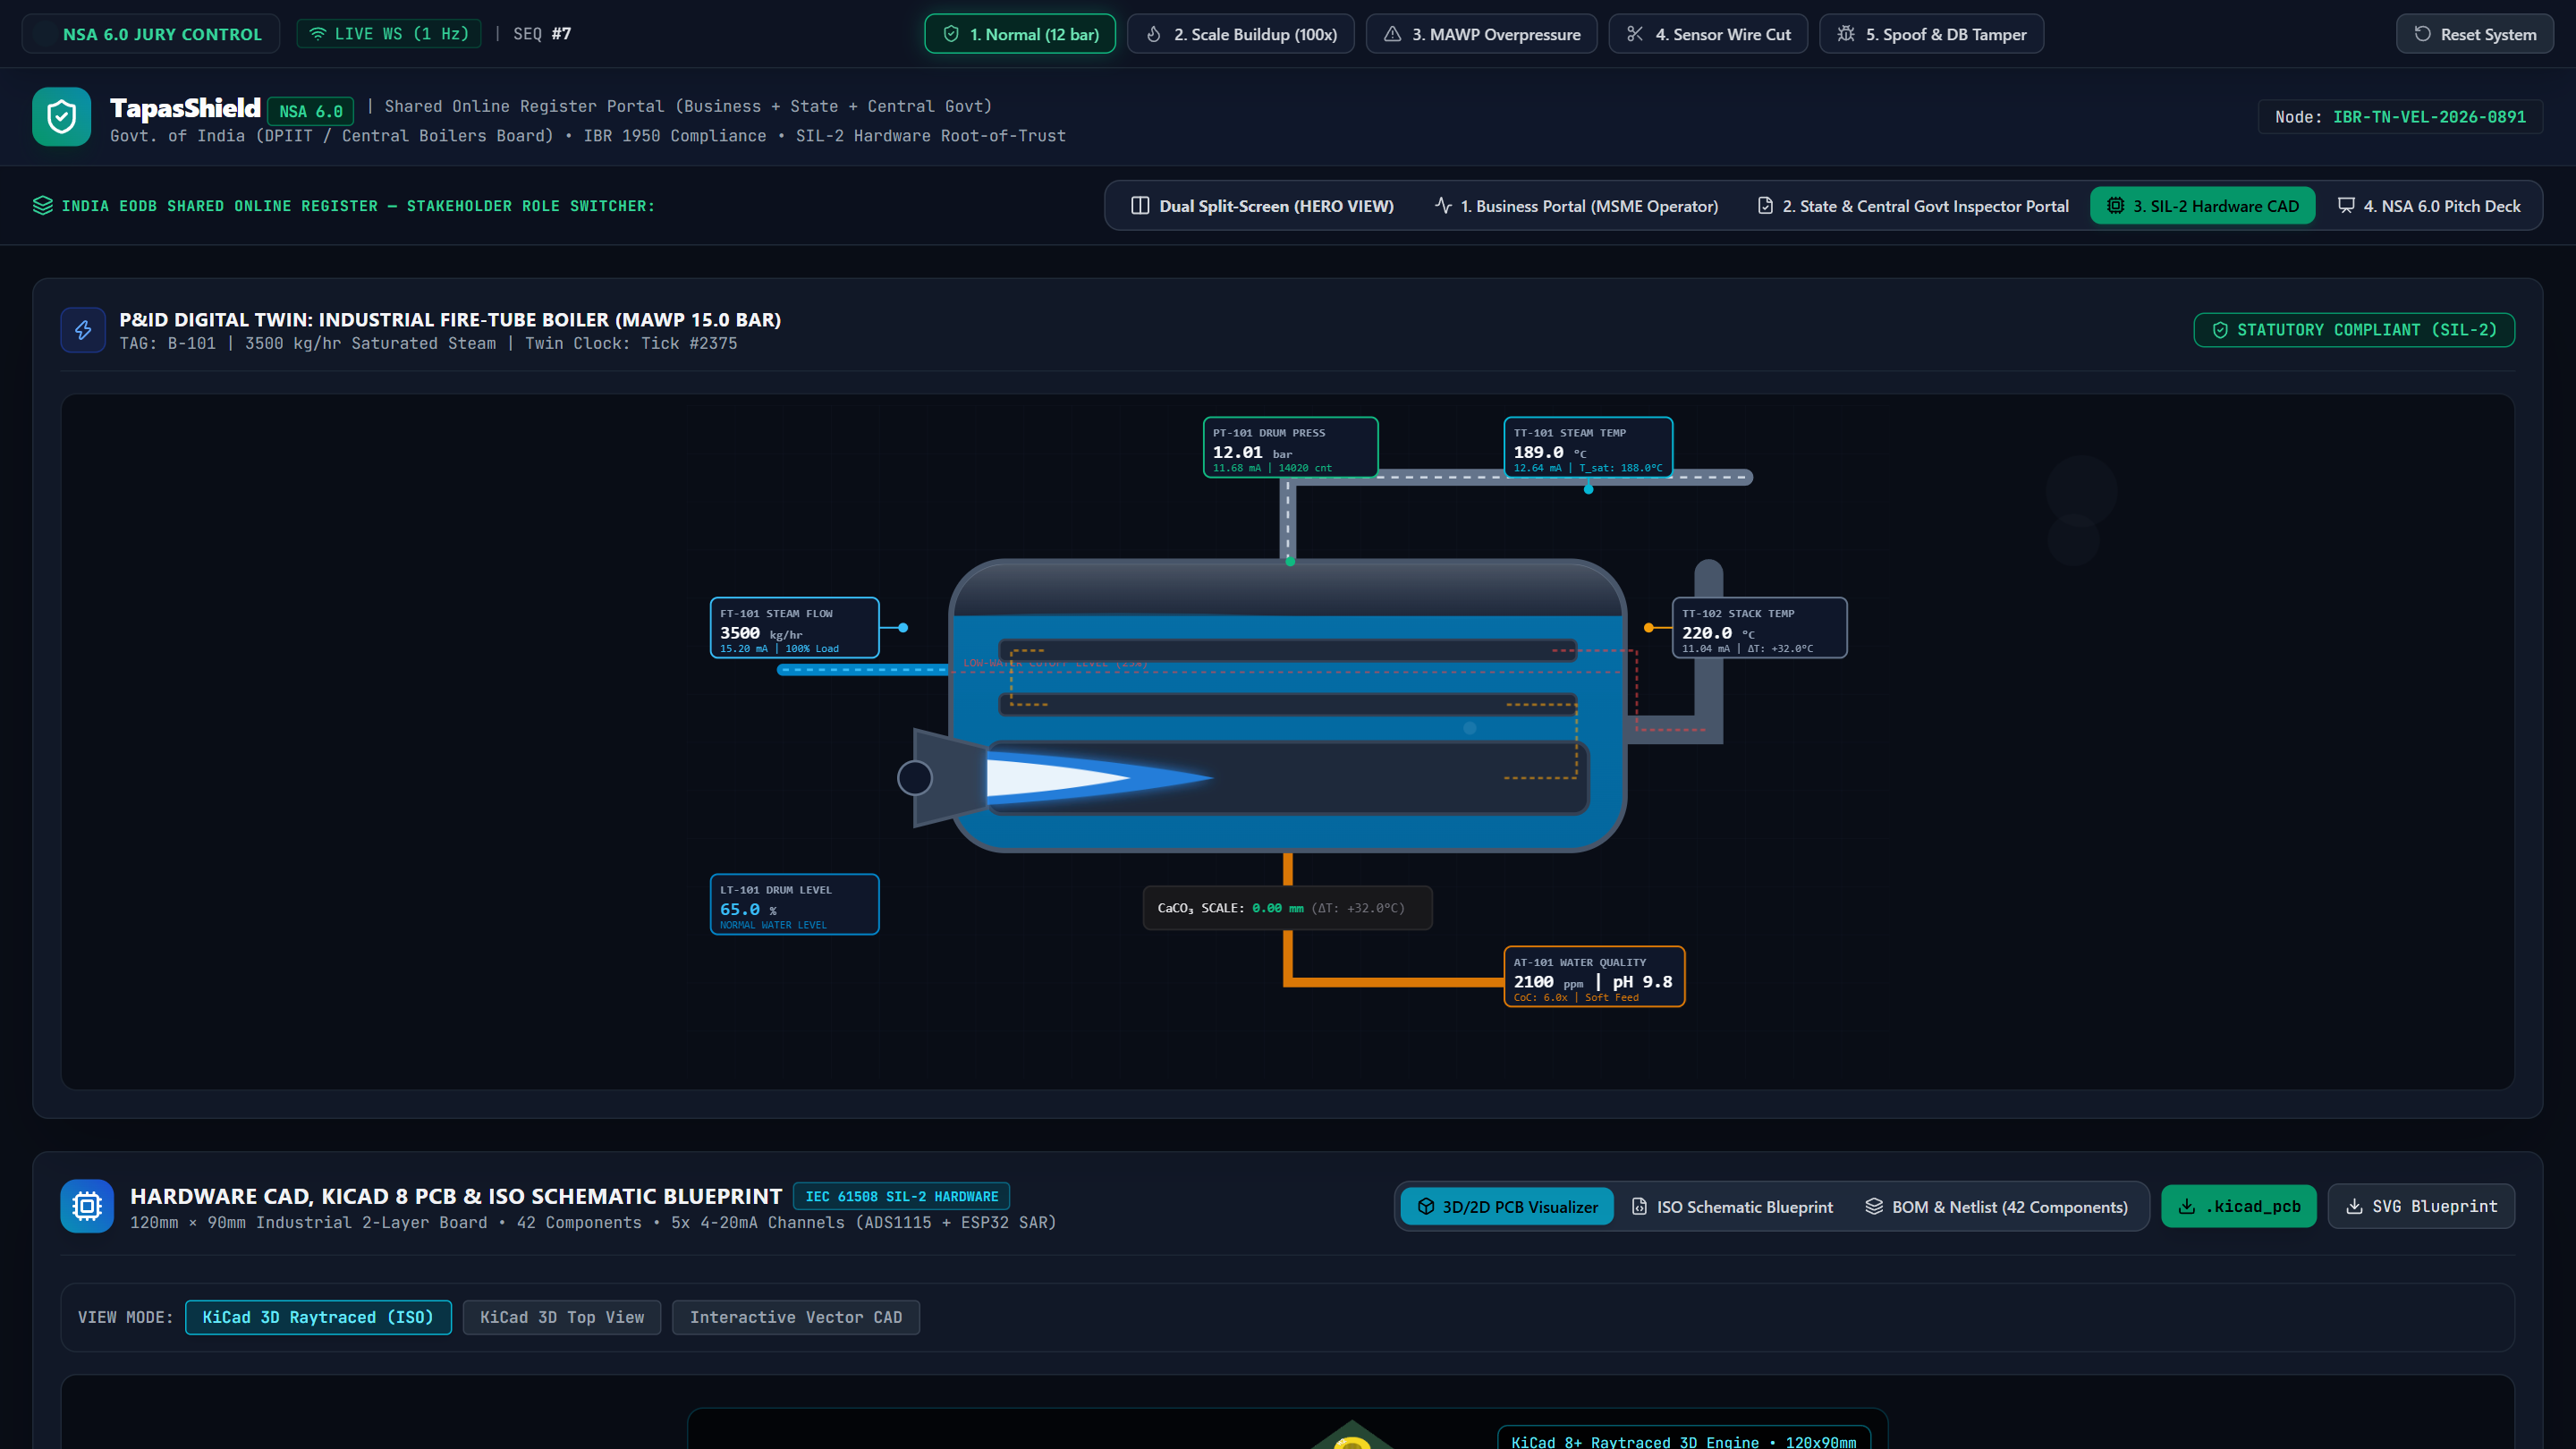 NSA 6.0 JURY CONTROL
LIVE WS (1 Hz) | SEQ #7
1. Normal (12 bar)
2. Scale Buildup (100x)
3. MAWP Overpressure
4. Sensor Wire Cut
5. Spoof & DB Tamper
Reset System
TapasShield NSA 6.0 | Shared Online Register Portal (Business + State + Central Govt)
Govt. of India (DPIIT / Central Boilers Board) • IBR 1950 Compliance • SIL-2 Hardware Root-of-Trust
Node: IBR-TN-VEL-2026-0891
INDIA EODB SHARED ONLINE REGISTER — STAKEHOLDER ROLE SWITCHER:
Dual Split-Screen (HERO VIEW)
1. Business Portal (MSME Operator)
2. State & Central Govt Inspector Portal
3. SIL-2 Hardware CAD
4. NSA 6.0 Pitch Deck
P&ID DIGITAL TWIN: INDUSTRIAL FIRE-TUBE BOILER (MAWP 15.0 BAR)
TAG: B-101 | 3500 kg/hr Saturated Steam | Twin Clock: Tick #2375
STATUTORY COMPLIANT (SIL-2)
PT-101 DRUM PRESS
12.01 bar
11.68 mA | 14020 cnt
TT-101 STEAM TEMP
189.0 °C
12.64 mA | T_sat: 188.0°C
FT-101 STEAM FLOW
3500 kg/hr
15.20 mA | 100% Load
TT-102 STACK TEMP
220.0 °C
11.04 mA | ΔT: +32.0°C
LOW-WATER CUTOFF LEVEL (25%)
LT-101 DRUM LEVEL
65.0 %
NORMAL WATER LEVEL
CaCO₃ SCALE: 0.00 mm (ΔT: +32.0°C)
AT-101 WATER QUALITY
2100 ppm | pH 9.8
CoC: 6.0x | Soft Feed
HARDWARE CAD, KICAD 8 PCB & ISO SCHEMATIC BLUEPRINT IEC 61508 SIL-2 HARDWARE
120mm × 90mm Industrial 2-Layer Board • 42 Components • 5x 4-20mA Channels (ADS1115 + ESP32 SAR)
3D/2D PCB Visualizer
ISO Schematic Blueprint
BOM & Netlist (42 Components)
.kicad_pcb
SVG Blueprint
VIEW MODE: KiCad 3D Raytraced (ISO) KiCad 3D Top View Interactive Vector CAD
KiCad 8+ Raytraced 3D Engine • 120x90mm